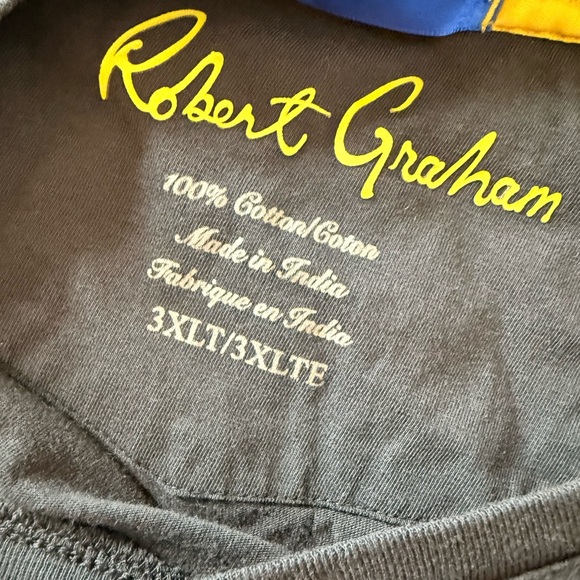 Robert Graham
100% Cotton/Coton
Made in India
Fabrique en India
3XLT/3XLTE